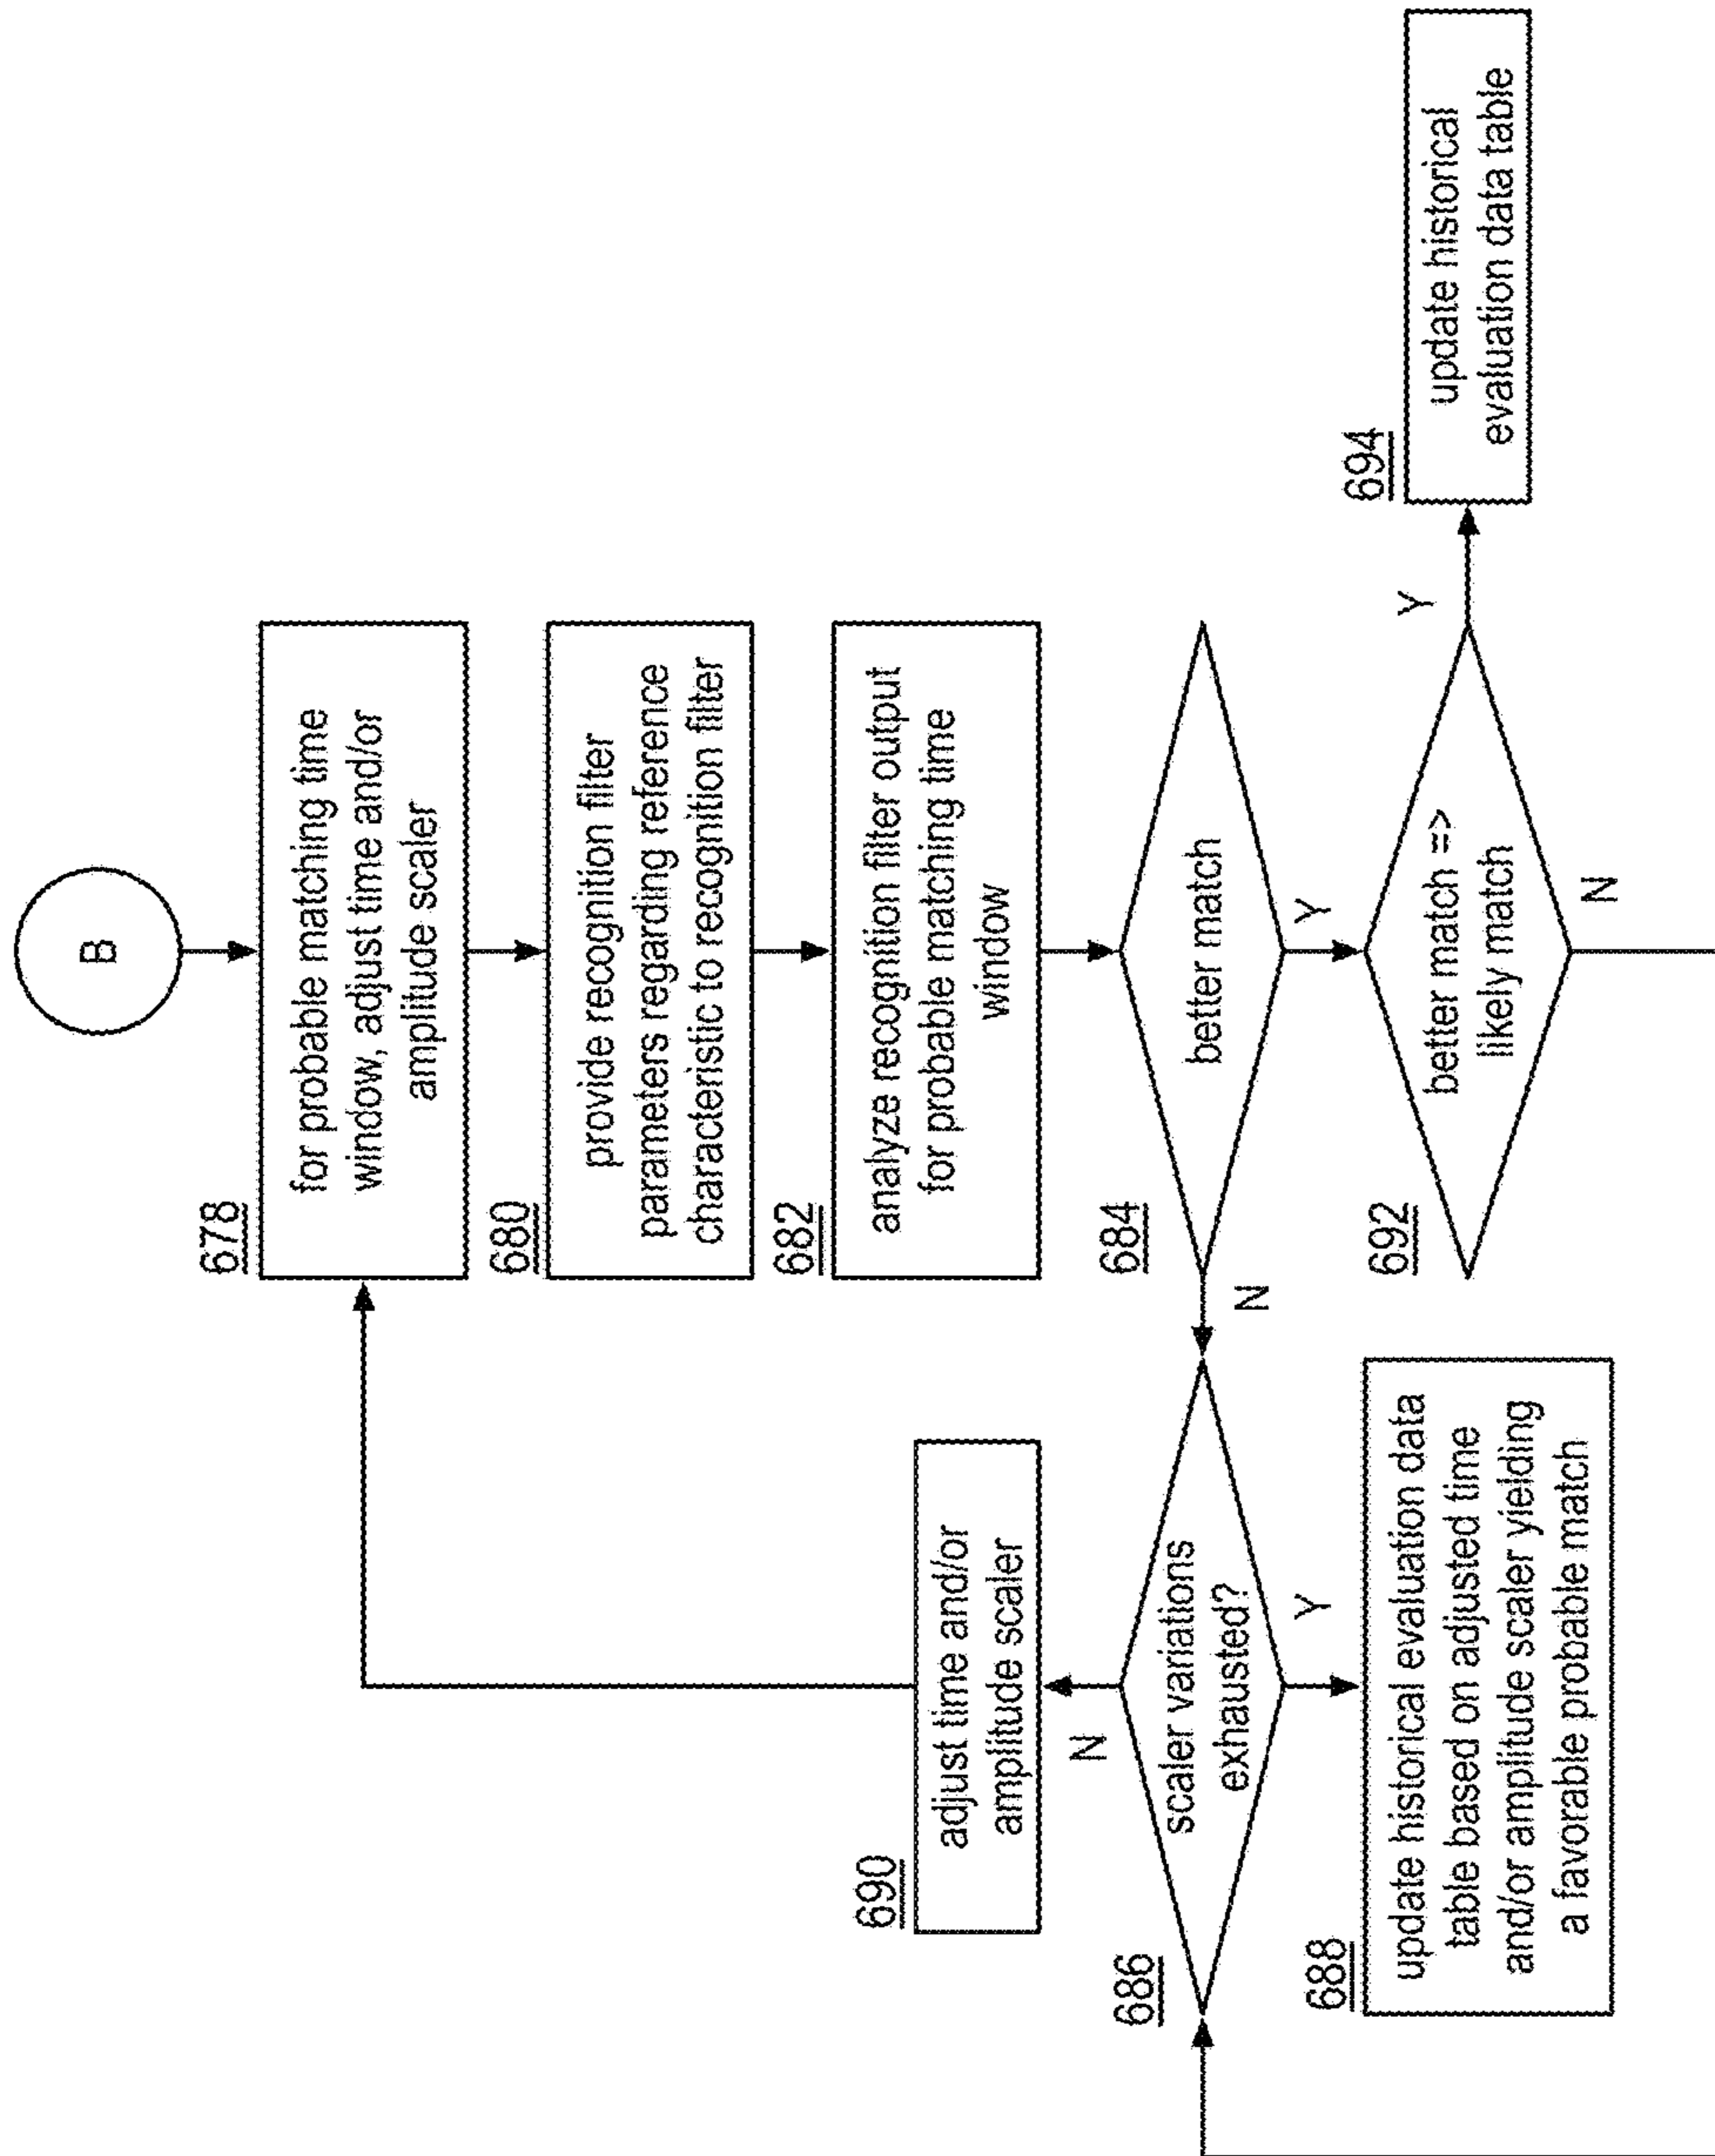 B
678
for probable matching time
window, adjust time and/or
amplitude scaler
680
provide recognition filter
parameters regarding reference
characteristic to recognition filter
682
analyze recognition filter output
for probable matching time
window
684
better match
N
Y
690
adjust time and/or
amplitude scaler
N
686
scaler variations
exhausted?
Y
688
update historical evaluation data
table based on adjusted time
and/or amplitude scaler yielding
a favorable probable match
692
better match =>
likely match
Y
N
694
update historical
evaluation data table